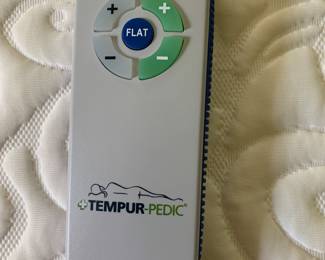 + +
FLAT
- -
+TEMPUR-PEDIC®